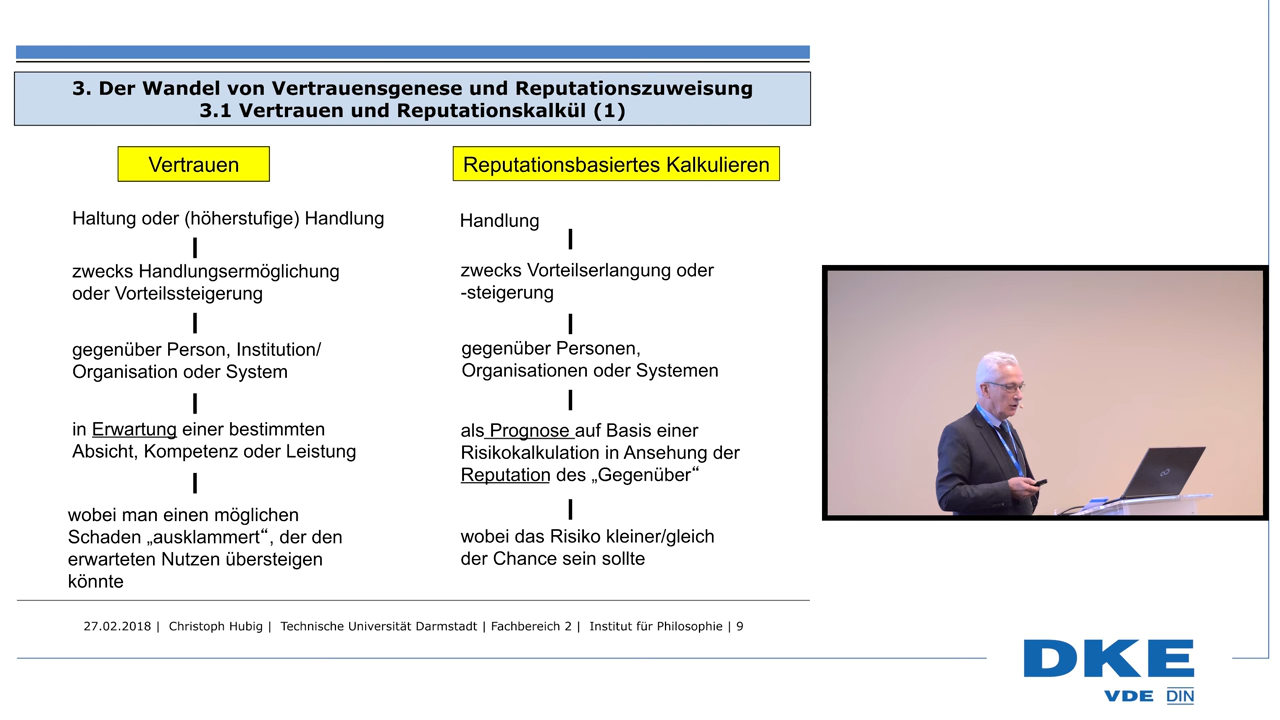 3. Der Wandel von Vertrauensgenese und Reputationszuweisung
3.1 Vertrauen und Reputationskalkül (1)
Vertrauen
Haltung oder (höherstufige) Handlung
zwecks Handlungsermöglichung
oder Vorteilssteigerung
gegenüber Person, Institution/
Organisation oder System
in Erwartung einer bestimmten
Absicht, Kompetenz oder Leistung
wobei man einen möglichen
Schaden „ausklammert“, der den
erwarteten Nutzen übersteigen
könnte
Reputationsbasiertes Kalkulieren
Handlung
zwecks Vorteilserlangung oder
-steigerung
gegenüber Personen,
Organisationen oder Systemen
als Prognose auf Basis einer
Risikokalkulation in Ansehung der
Reputation des „Gegenüber“
wobei das Risiko kleiner/gleich
der Chance sein sollte
27.02.2018 | Christoph Hubig | Technische Universität Darmstadt | Fachbereich 2 | Institut für Philosophie | 9
DKE
VDE DIN